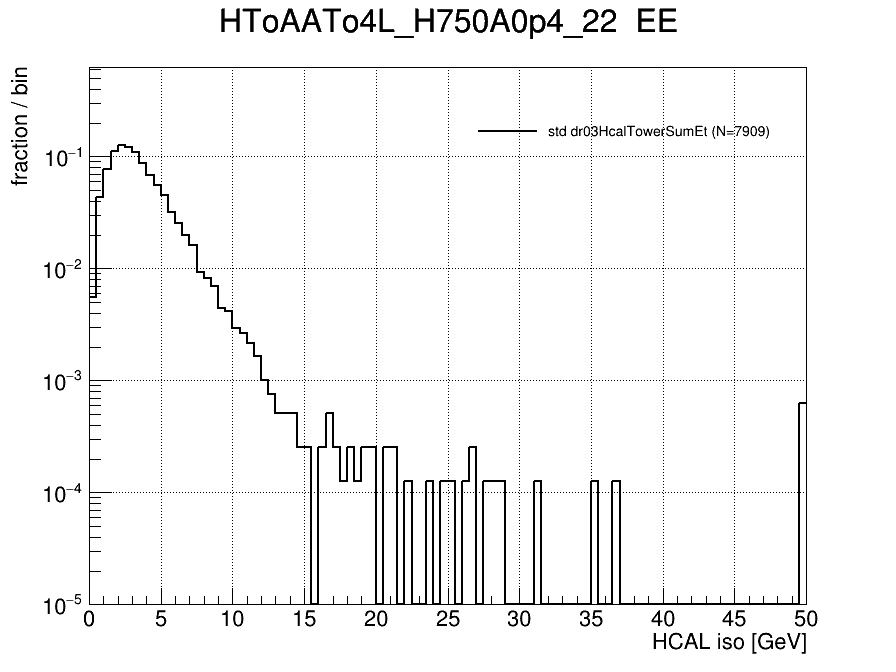 HToAATo4L_H750A0p4_22 EE
fraction / bin
std dr03HcalTowerSumEt (N=7909)
10−1
10−2
10−3
10−4
10−5
0 5 10 15 20 25 30 35 40 45 50
HCAL iso [GeV]